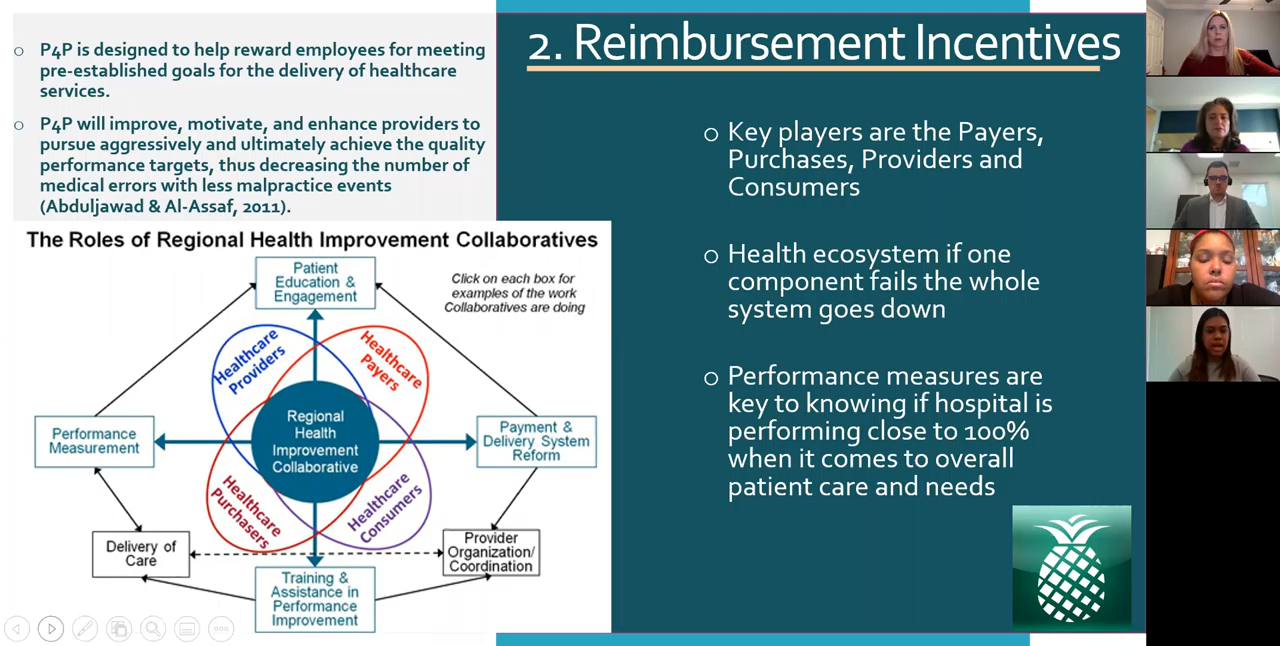 P4P is designed to help reward employees for meeting
pre-established goals for the delivery of healthcare
services.
P4P will improve, motivate, and enhance providers to
pursue aggressively and ultimately achieve the quality
performance targets, thus decreasing the number of
medical errors with less malpractice events
(Abduljawad & Al-Assaf, 2011).
2. Reimbursement Incentives
Key players are the Payers,
Purchases, Providers and
Consumers
Health ecosystem if one
component fails the whole
system goes down
Performance measures are
key to knowing if hospital is
performing close to 100%
when it comes to overall
patient care and needs
The Roles of Regional Health Improvement Collaboratives
Patient
Education &
Engagement
Click on each box for
examples of the work
Collaboratives are doing
Healthcare
Providers
Healthcare
Payers
Regional
Health
Improvement
Collaborative
Performance
Measurement
Payment &
Delivery System
Reform
Healthcare
Purchasers
Healthcare
Consumers
Delivery of
Care
Provider
Organization/
Coordination
Training &
Assistance in
Performance
Improvement